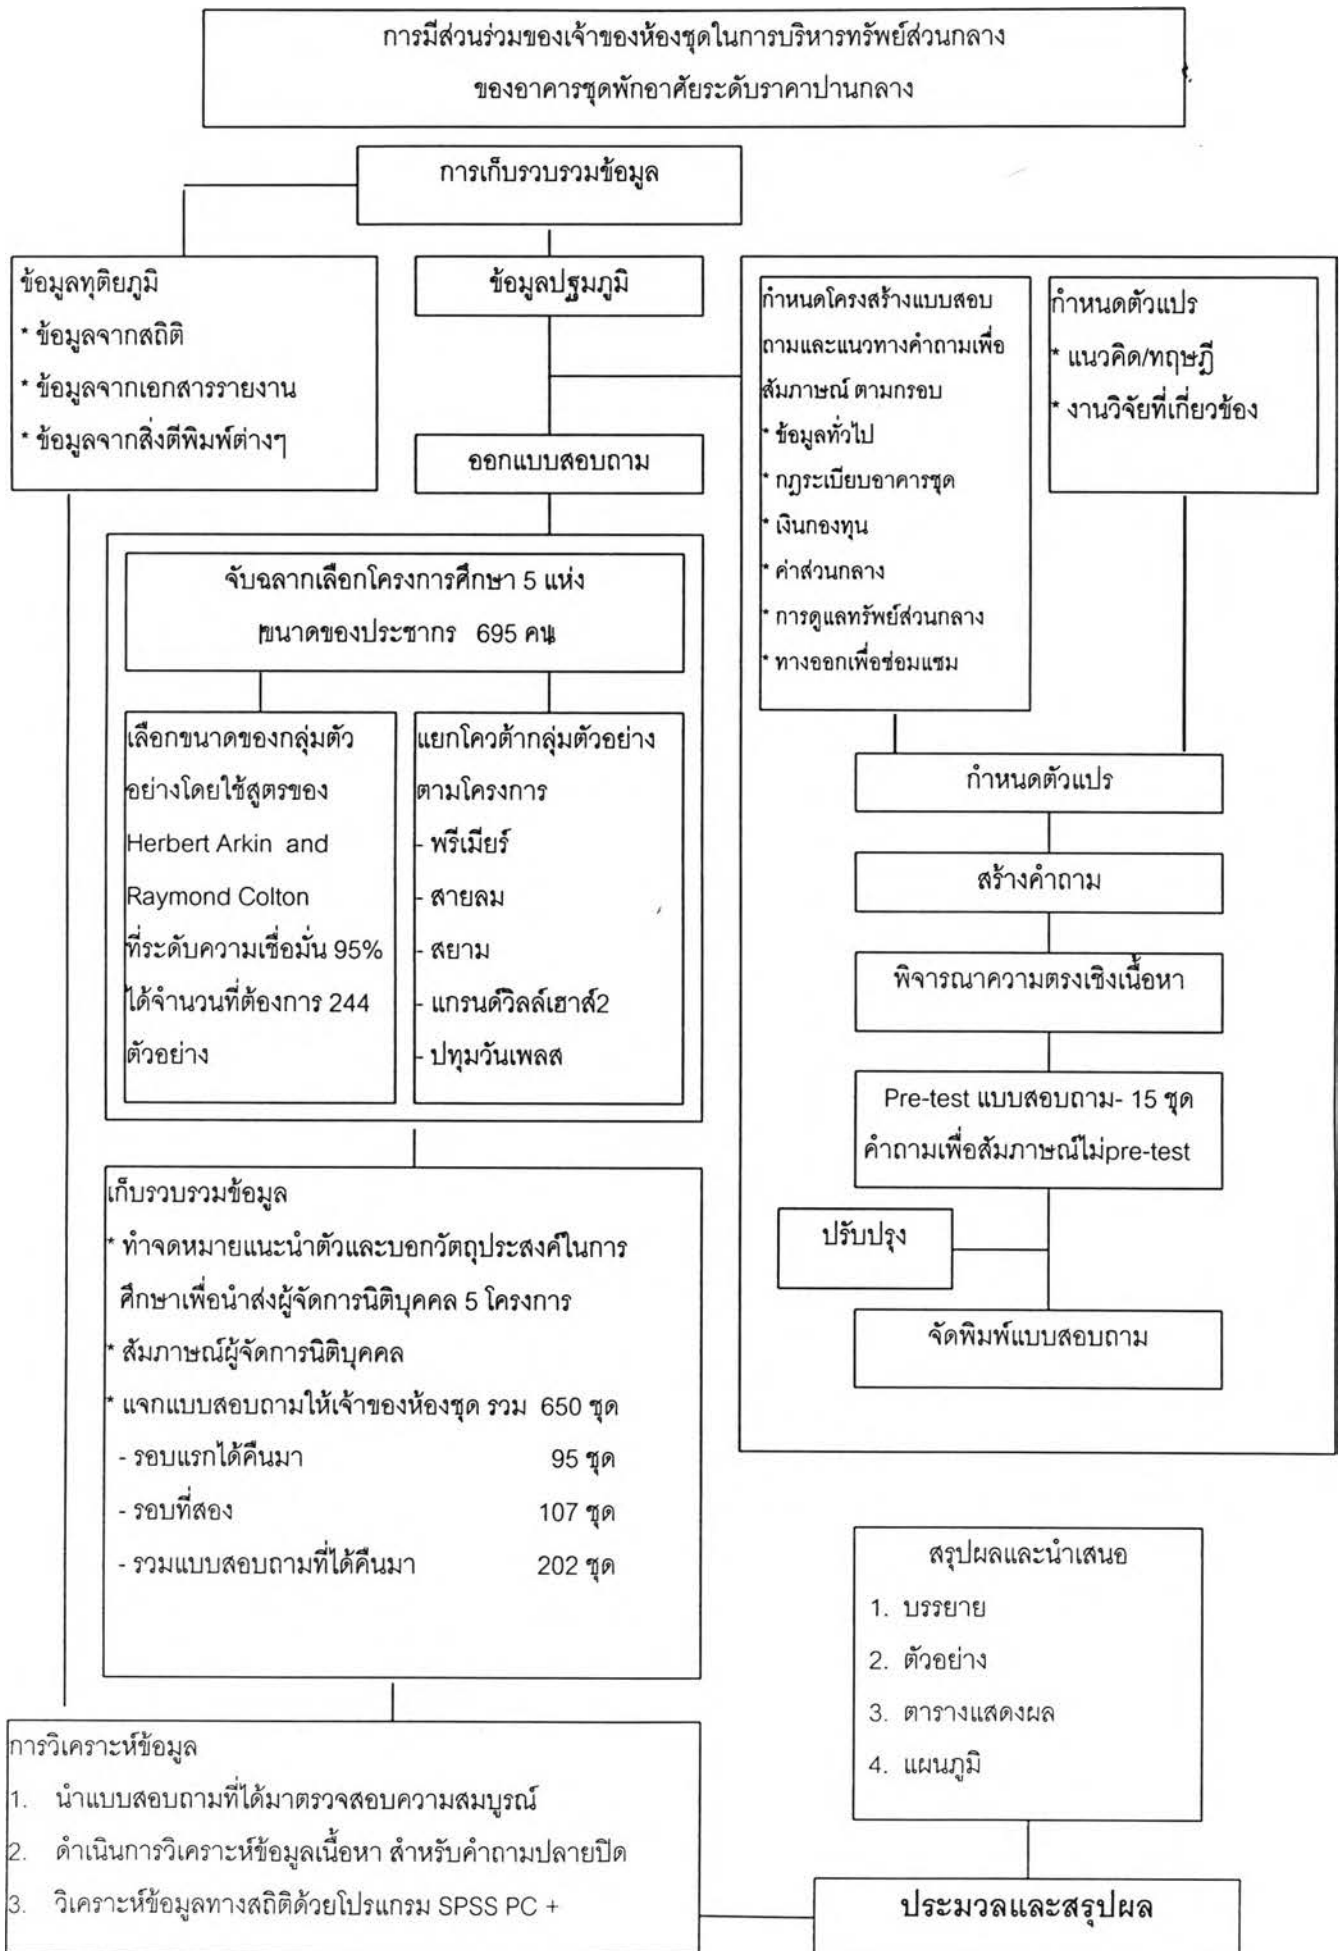 การมีส่วนร่วมของเจ้าของห้องชุดในการบริหารทรัพย์ส่วนกลาง
ของอาคารชุดพักอาศัยระดับราคาปานกลาง
การเก็บรวบรวมข้อมูล
ข้อมูลทุติยภูมิ
* ข้อมูลจากสถิติ
* ข้อมูลจากเอกสารรายงาน
* ข้อมูลจากสิ่งตีพิมพ์ต่างๆ
ข้อมูลปฐมภูมิ
ออกแบบสอบถาม
กำหนดโครงสร้างแบบสอบ
ถามและแนวทางคำถามเพื่อ
สัมภาษณ์ ตามกรอบ
* ข้อมูลทั่วไป
* กฎระเบียบอาคารชุด
* เงินกองทุน
* ค่าส่วนกลาง
* การดูแลทรัพย์ส่วนกลาง
* ทางออกเพื่อซ่อมแซม
กำหนดตัวแปร
* แนวคิด/ทฤษฎี
* งานวิจัยที่เกี่ยวข้อง
จับฉลากเลือกโครงการศึกษา 5 แห่ง
ขนาดของประชากร 695 คน
เลือกขนาดของกลุ่มตัว
อย่างโดยใช้สูตรของ
Herbert Arkin and
Raymond Colton
ที่ระดับความเชื่อมั่น 95%
ได้จำนวนที่ต้องการ 244
ตัวอย่าง
แยกโควต้ากลุ่มตัวอย่าง
ตามโครงการ
- พรีเมียร์
- สายลม
- สยาม
- แกรนด์วิลล์เฮาส์2
- ปทุมวันเพลส
กำหนดตัวแปร
สร้างคำถาม
พิจารณาความตรงเชิงเนื้อหา
Pre-test แบบสอบถาม- 15 ชุด
คำถามเพื่อสัมภาษณ์ไม่pre-test
ปรับปรุง
จัดพิมพ์แบบสอบถาม
เก็บรวบรวมข้อมูล
* ทำจดหมายแนะนำตัวและบอกวัตถุประสงค์ในการ
ศึกษาเพื่อนำส่งผู้จัดการนิติบุคคล 5 โครงการ
* สัมภาษณ์ผู้จัดการนิติบุคคล
* แจกแบบสอบถามให้เจ้าของห้องชุด รวม 650 ชุด
- รอบแรกได้คืนมา 95 ชุด
- รอบที่สอง 107 ชุด
- รวมแบบสอบถามที่ได้คืนมา 202 ชุด
สรุปผลและนำเสนอ
1. บรรยาย
2. ตัวอย่าง
3. ตารางแสดงผล
4. แผนภูมิ
การวิเคราะห์ข้อมูล
1. นำแบบสอบถามที่ได้มาตรวจสอบความสมบูรณ์
2. ดำเนินการวิเคราะห์ข้อมูลเนื้อหา สำหรับคำถามปลายปิด
3. วิเคราะห์ข้อมูลทางสถิติด้วยโปรแกรม SPSS PC +
ประมวลและสรุปผล